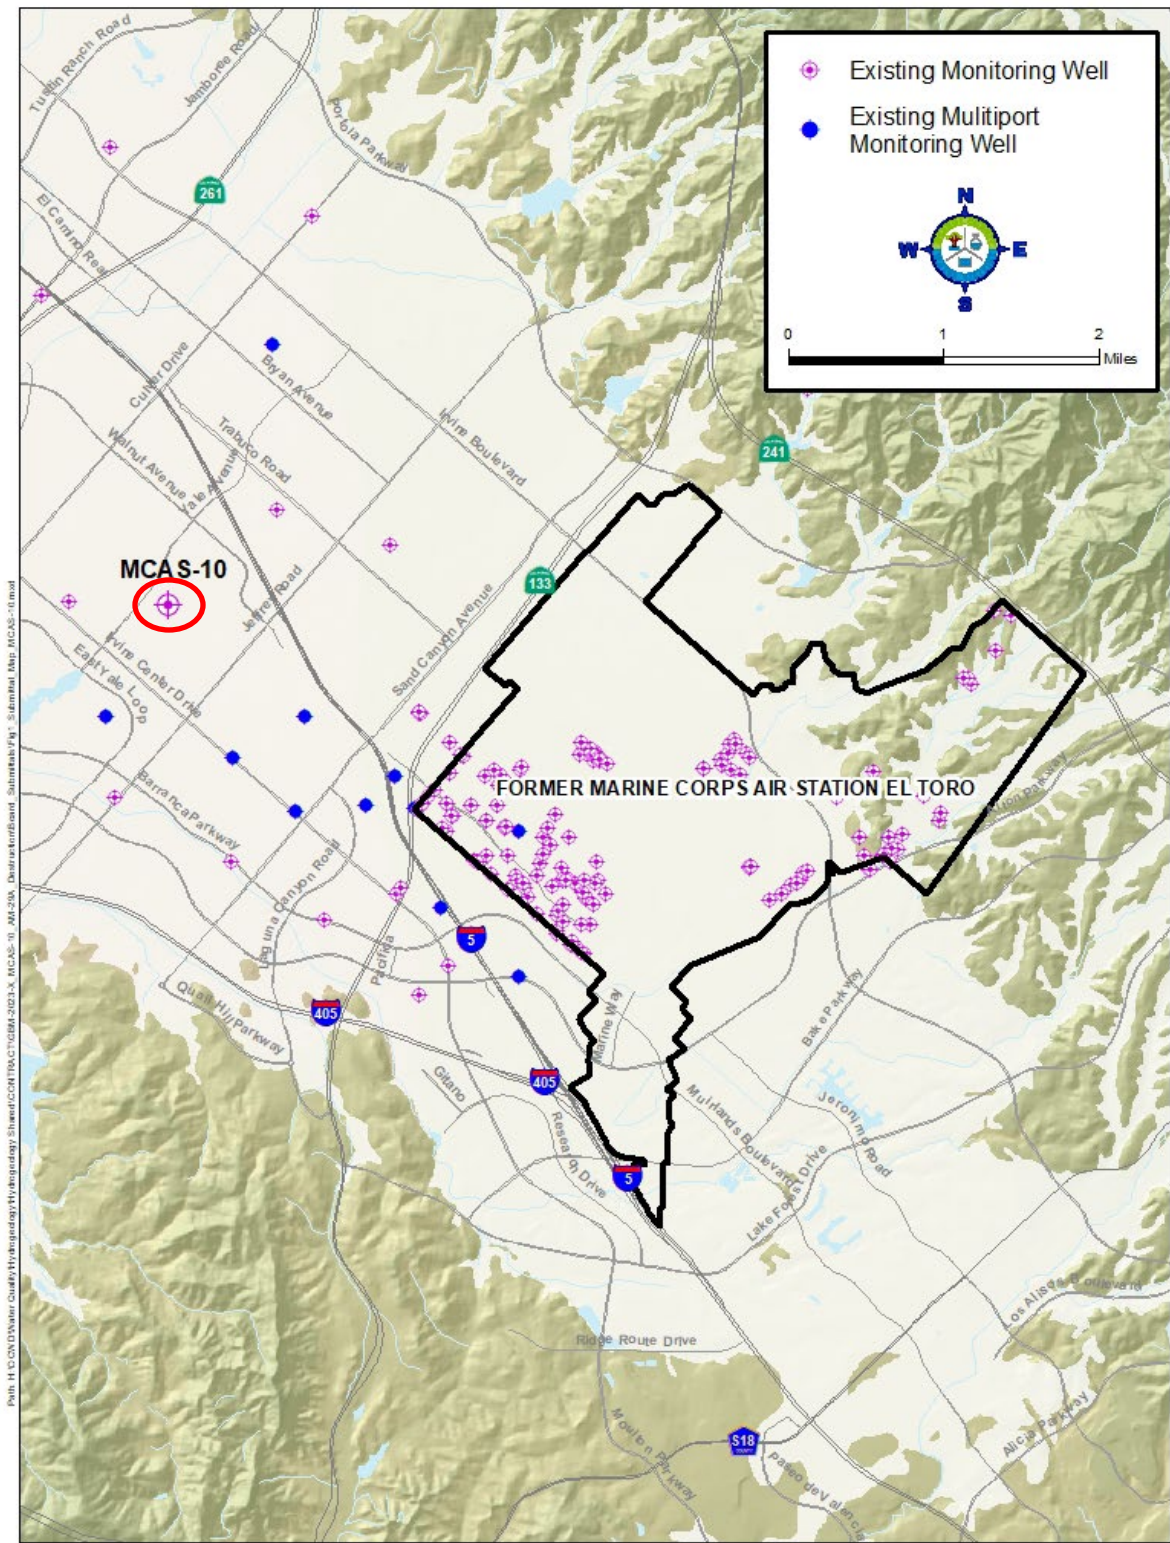 Tustin Ranch Road
Jamboree Road
Portola Parkway
261
El Camino Real
Existing Monitoring Well
Existing Mulitiport
Monitoring Well
N
W
E
S
0
1
2
Miles
Culver Drive
Bryan Avenue
Walnut Avenue
Trabuco Road
Yale Avenue
Irvine Boulevard
241
MCAS-10
133
Jeffrey Road
Sand Canyon Avenue
Irvine Center Drive
East Yale Loop
Barranca Parkway
FORMER MARINE CORPS AIR STATION EL TORO
Alton Parkway
Laguna Canyon Road
Pacifica
5
Quail Hill Parkway
405
Marine Way
Bake Parkway
Gitano
405
Research Drive
Muirlands Boulevard
Jeronimo Road
5
Lake Forest Drive
Los Alisos Boulevard
Ridge Route Drive
Moulton Parkway
S18
Paseo de Valencia
Alicia Parkway